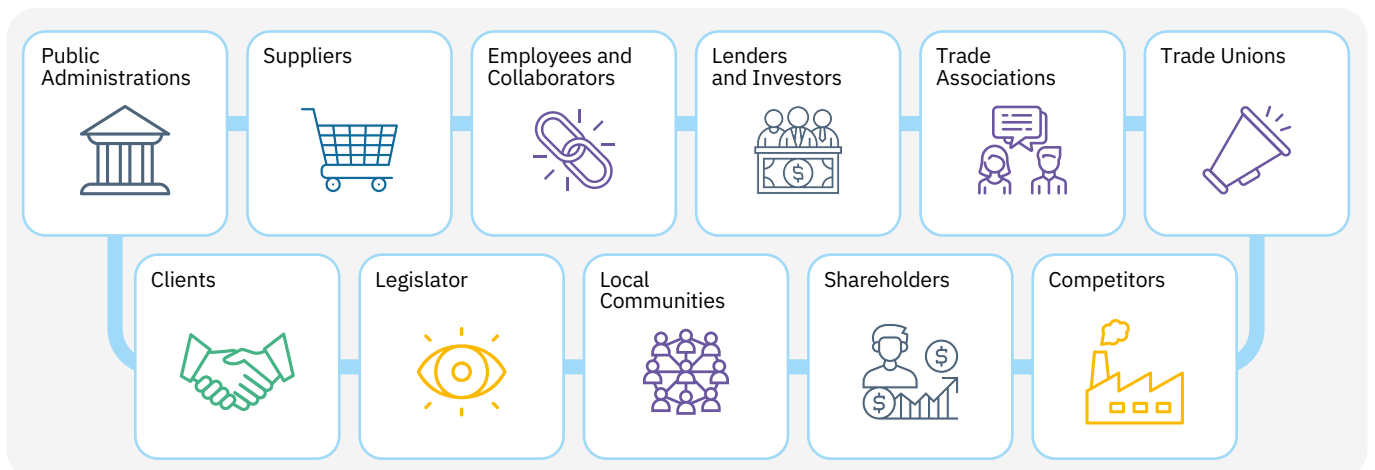 Public
Administrations
Suppliers
Employees and
Collaborators
Lenders
and Investors
Trade
Associations
Trade Unions
$
Clients
Legislator
Local
Communities
Shareholders
$
$
Competitors